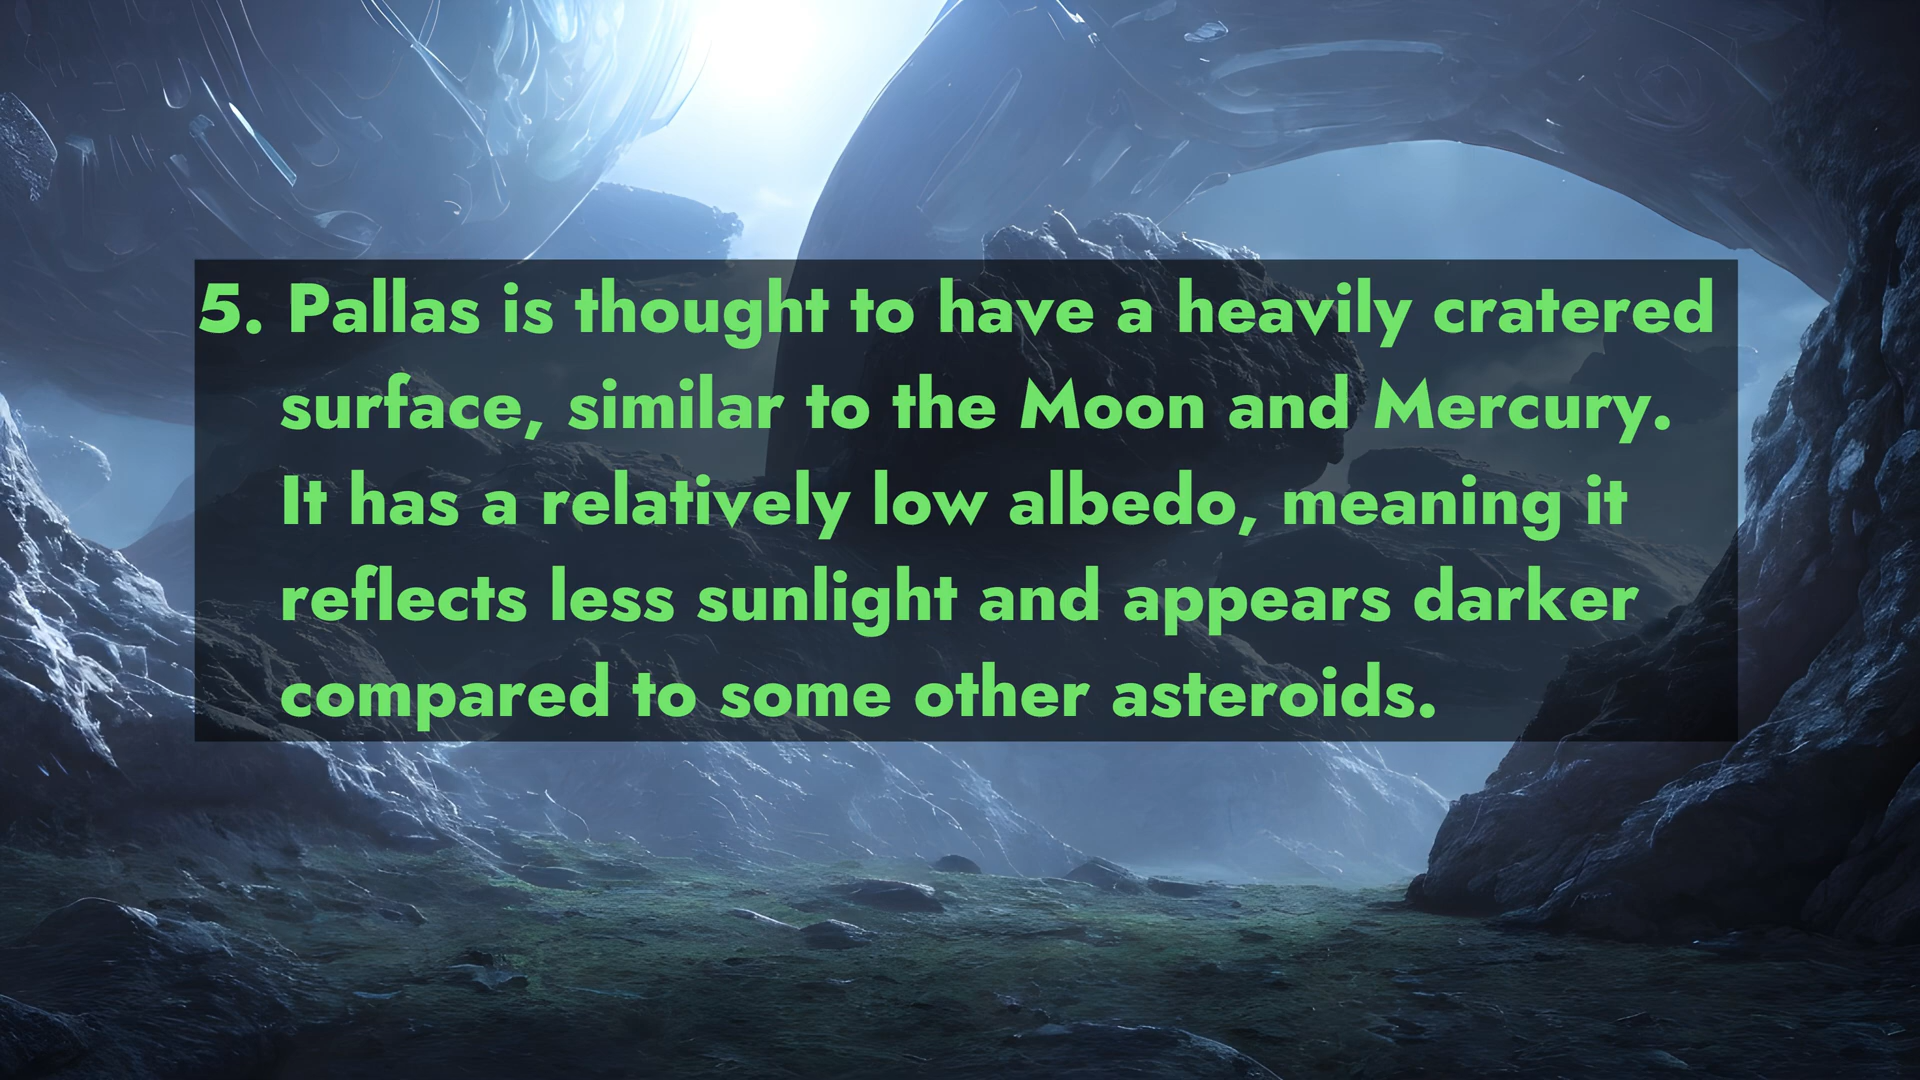 5. Pallas is thought to have a heavily cratered
surface, similar to the Moon and Mercury.
It has a relatively low albedo, meaning it
reflects less sunlight and appears darker
compared to some other asteroids.